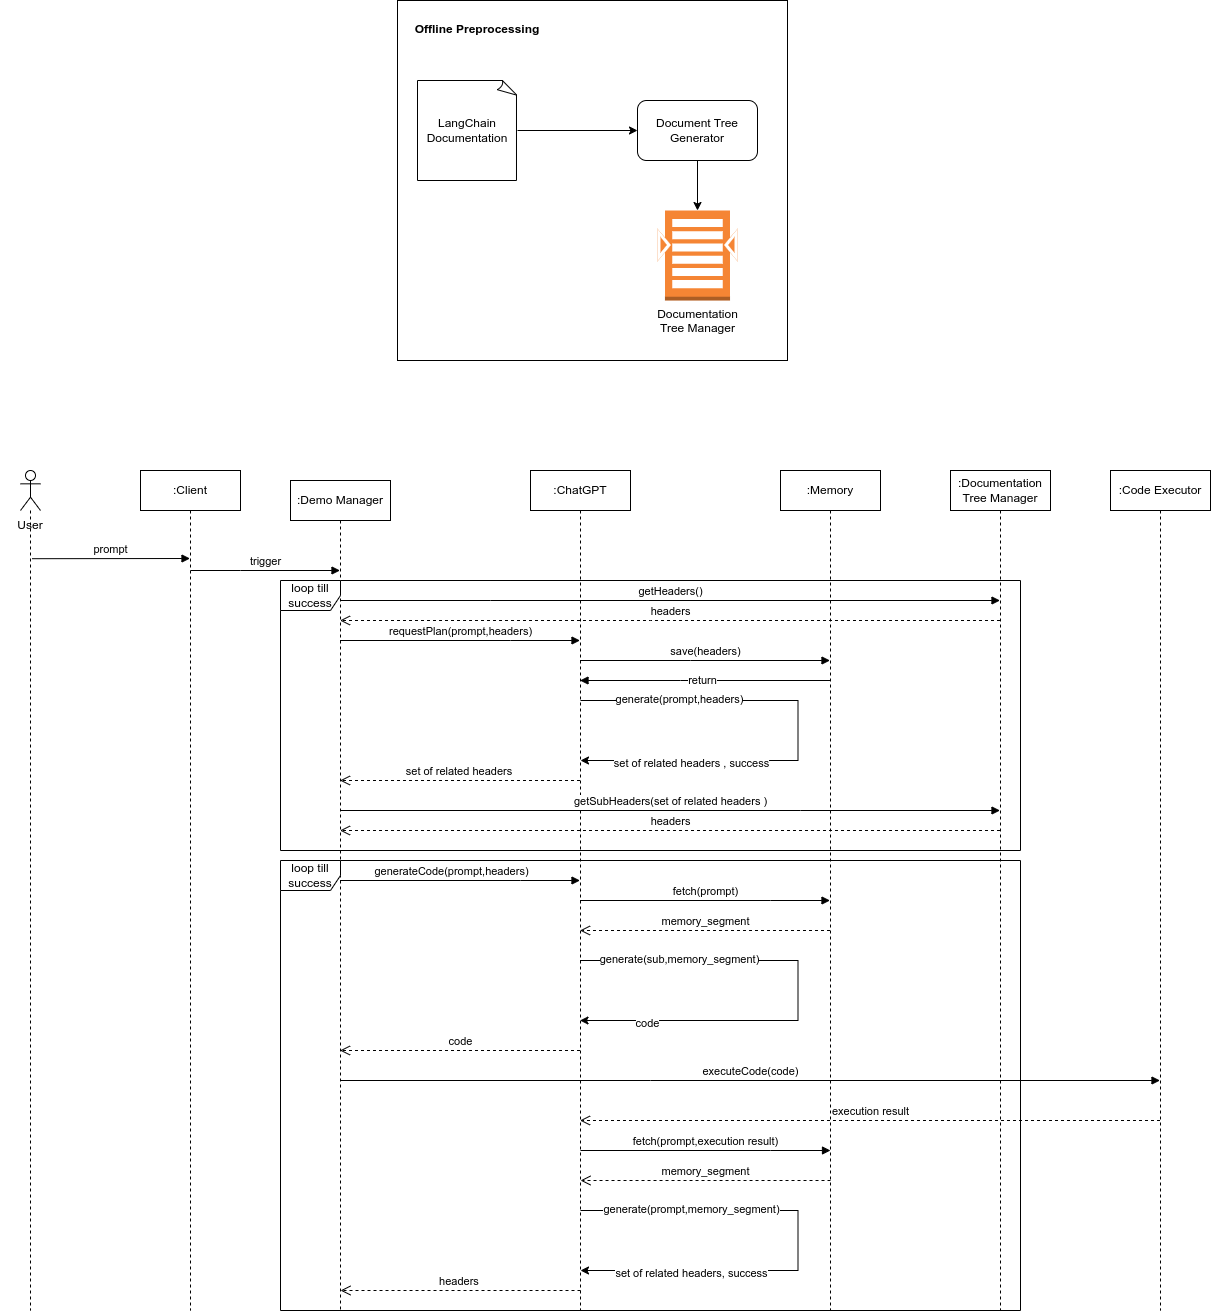 Offline Preprocessing
LangChain
Documentation
Document Tree
Generator
Documentation
Tree Manager
User
:Client
:Demo Manager
:ChatGPT
:Memory
:Documentation
Tree Manager
:Code Executor
prompt
trigger
loop till
success
getHeaders()
headers
requestPlan(prompt,headers)
save(headers)
return
generate(prompt,headers)
set of related headers , success
set of related headers
getSubHeaders(set of related headers )
headers
loop till
success
generateCode(prompt,headers)
fetch(prompt)
memory_segment
generate(sub,memory_segment)
code
code
executeCode(code)
execution result
fetch(prompt,execution result)
memory_segment
generate(prompt,memory_segment)
set of related headers, success
headers